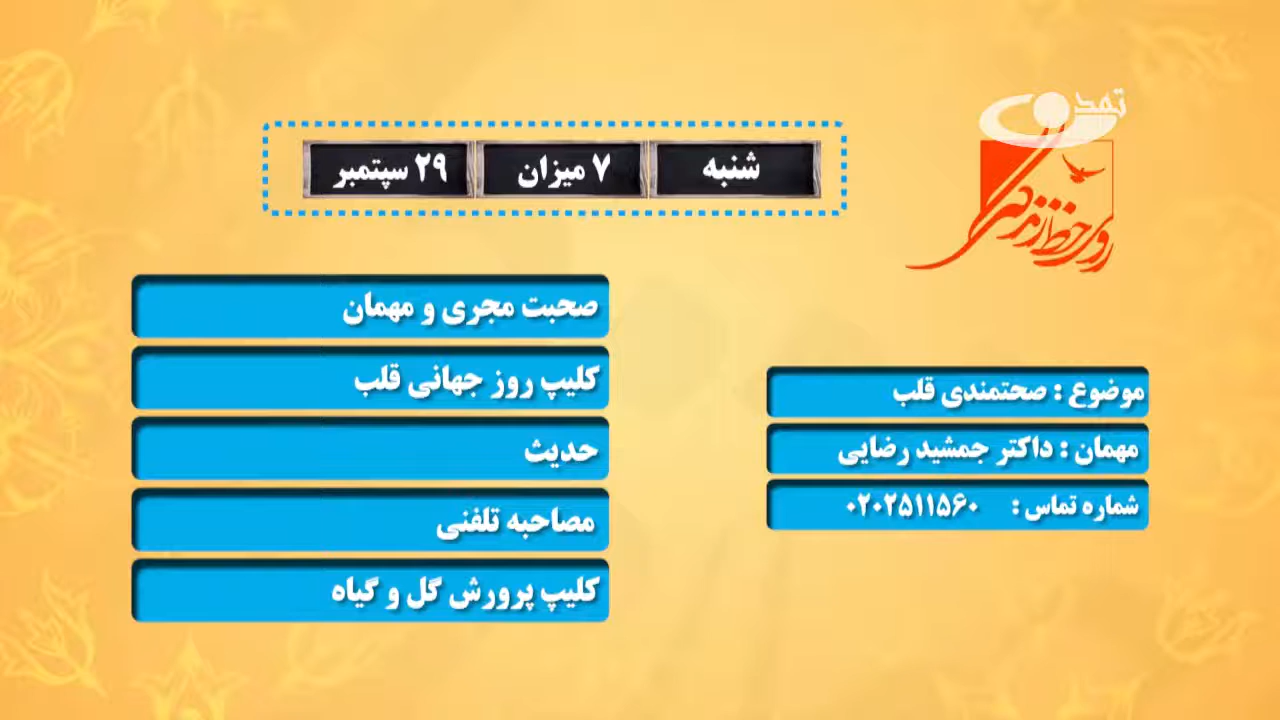 تمدن
روی خط زندگی
شنبه ۷ میزان ۲۹ سپتمبر
موضوع : صحتمندی قلب
مهمان : داکتر جمشید رضایی
شماره تماس : ۰۲۰۲۵۱۱۵۶۰
صحبت مجری و مهمان
کلیپ روز جهانی قلب
حدیث
مصاحبه تلفنی
کلیپ پرورش گل و گیاه